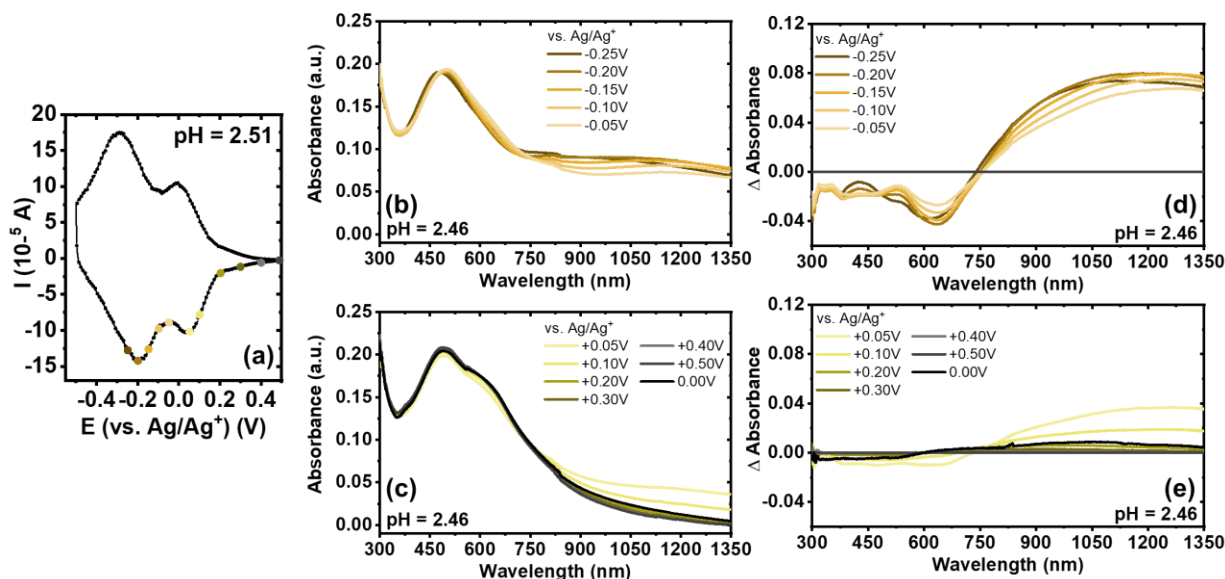 20
15
10
5
0
-5
-10
-15
I (10⁻⁵ A)
pH = 2.51
(a)
-0.4 -0.2 0.0 0.2 0.4
E (vs. Ag/Ag⁺) (V)
0.25
0.20
0.15
0.10
0.05
0.00
Absorbance (a.u.)
vs. Ag/Ag⁺
-0.25V
-0.20V
-0.15V
-0.10V
-0.05V
(b)
pH = 2.46
300 450 600 750 900 1050 1200 1350
Wavelength (nm)
0.25
0.20
0.15
0.10
0.05
0.00
Absorbance (a.u.)
vs. Ag/Ag⁺
+0.05V +0.40V
+0.10V +0.50V
+0.20V 0.00V
+0.30V
(c)
pH = 2.46
300 450 600 750 900 1050 1200 1350
Wavelength (nm)
0.12
0.08
0.04
0.00
-0.04
Δ Absorbance
vs. Ag/Ag⁺
-0.25V
-0.20V
-0.15V
-0.10V
-0.05V
(d)
pH = 2.46
300 450 600 750 900 1050 1200 1350
Wavelength (nm)
0.12
0.08
0.04
0.00
-0.04
Δ Absorbance
vs. Ag/Ag⁺
+0.05V +0.40V
+0.10V +0.50V
+0.20V 0.00V
+0.30V
(e)
pH = 2.46
300 450 600 750 900 1050 1200 1350
Wavelength (nm)